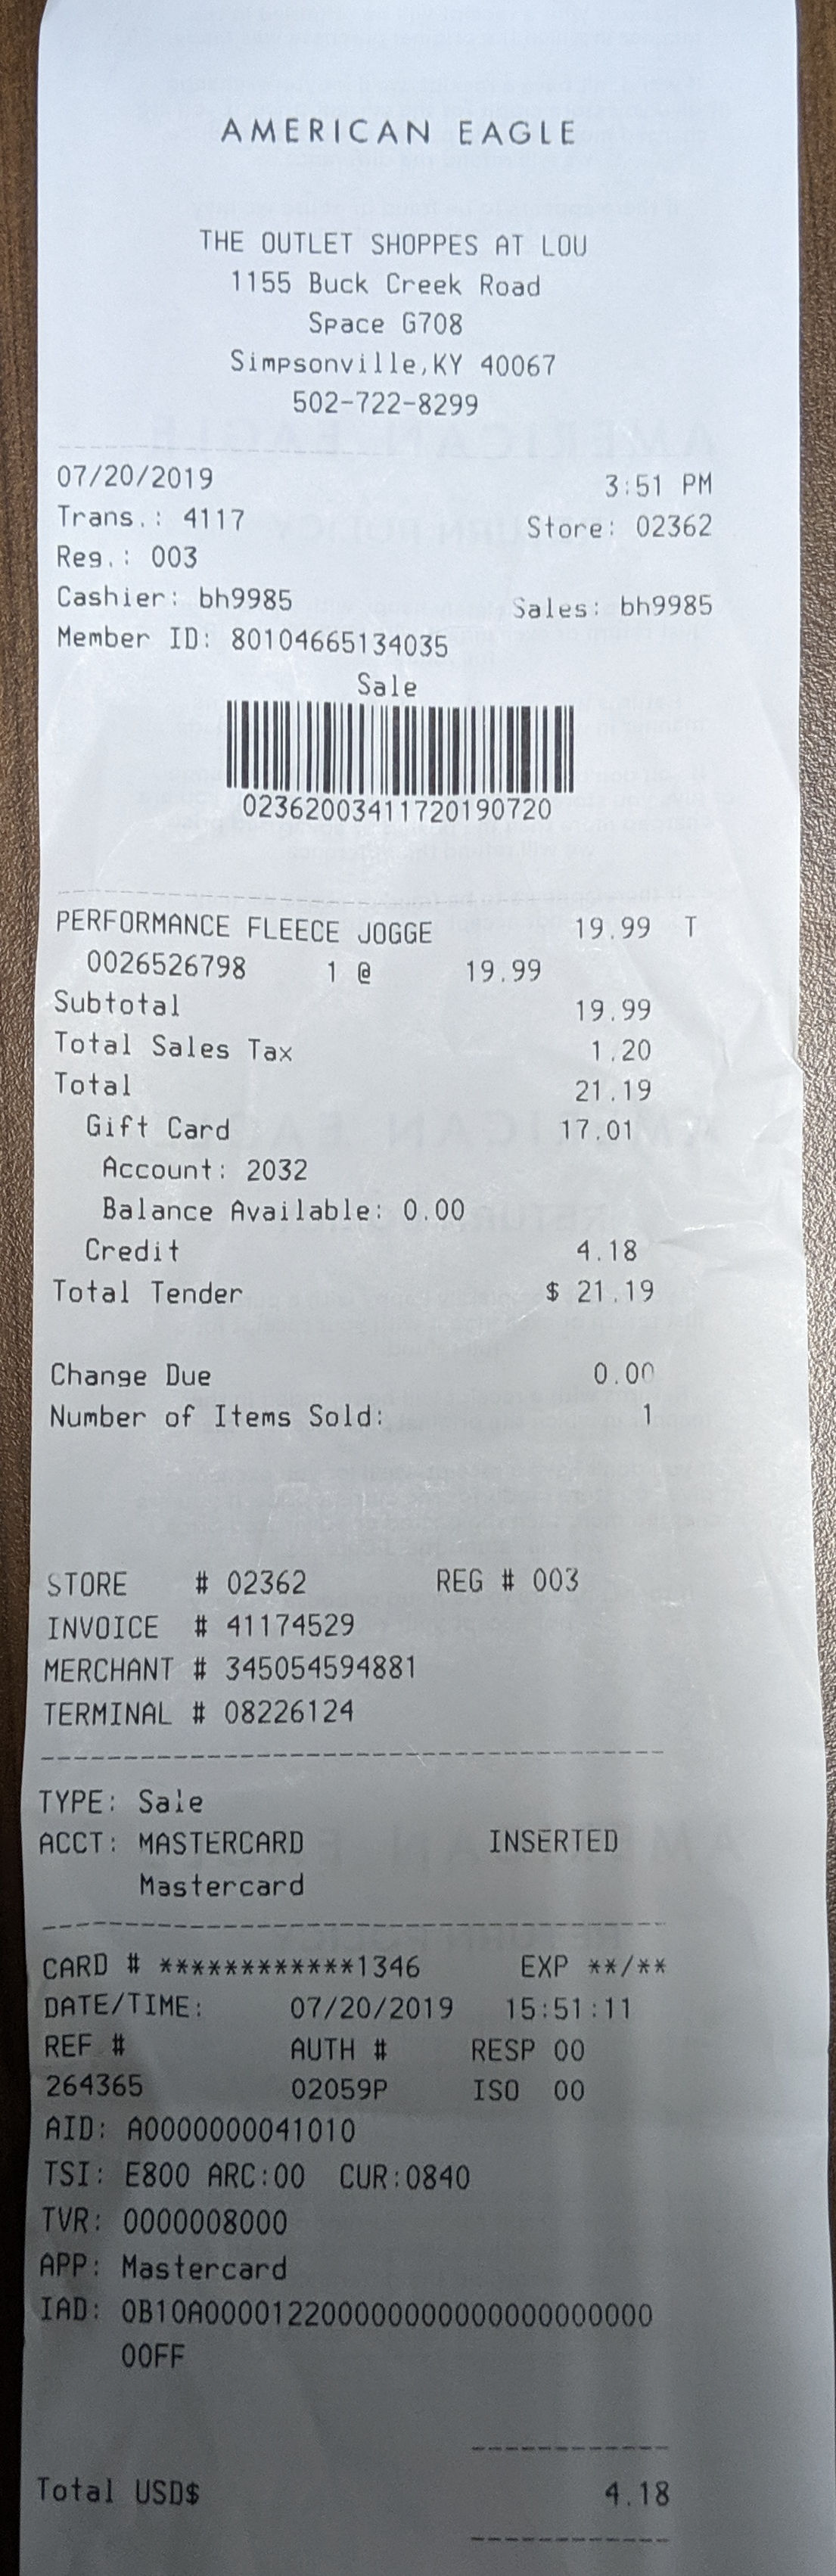 AMERICAN EAGLE
THE OUTLET SHOPPES AT LOU
1155 Buck Creek Road
Space G708
Simpsonville,KY 40067
502-722-8299
07/20/2019 3:51 PM
Trans.: 4117 Store: 02362
Reg.: 003
Cashier: bh9985 Sales: bh9985
Member ID: 80104665134035
Sale
02362003411720190720
PERFORMANCE FLEECE JOGGE 19.99 T
0026526798 1 @ 19.99
Subtotal 19.99
Total Sales Tax 1.20
Total 21.19
Gift Card 17.01
Account: 2032
Balance Available: 0.00
Credit 4.18
Total Tender $ 21.19
Change Due 0.00
Number of Items Sold: 1
STORE # 02362 REG # 003
INVOICE # 41174529
MERCHANT # 345054594881
TERMINAL # 08226124
TYPE: Sale
ACCT: MASTERCARD INSERTED
Mastercard
CARD # ************1346 EXP **/**
DATE/TIME: 07/20/2019 15:51:11
REF # AUTH # RESP 00
264365 02059P ISO 00
AID: A0000000041010
TSI: E800 ARC:00 CUR:0840
TVR: 0000008000
APP: Mastercard
IAD: 0B10A00001220000000000000000000000
00FF
Total USD$ 4.18